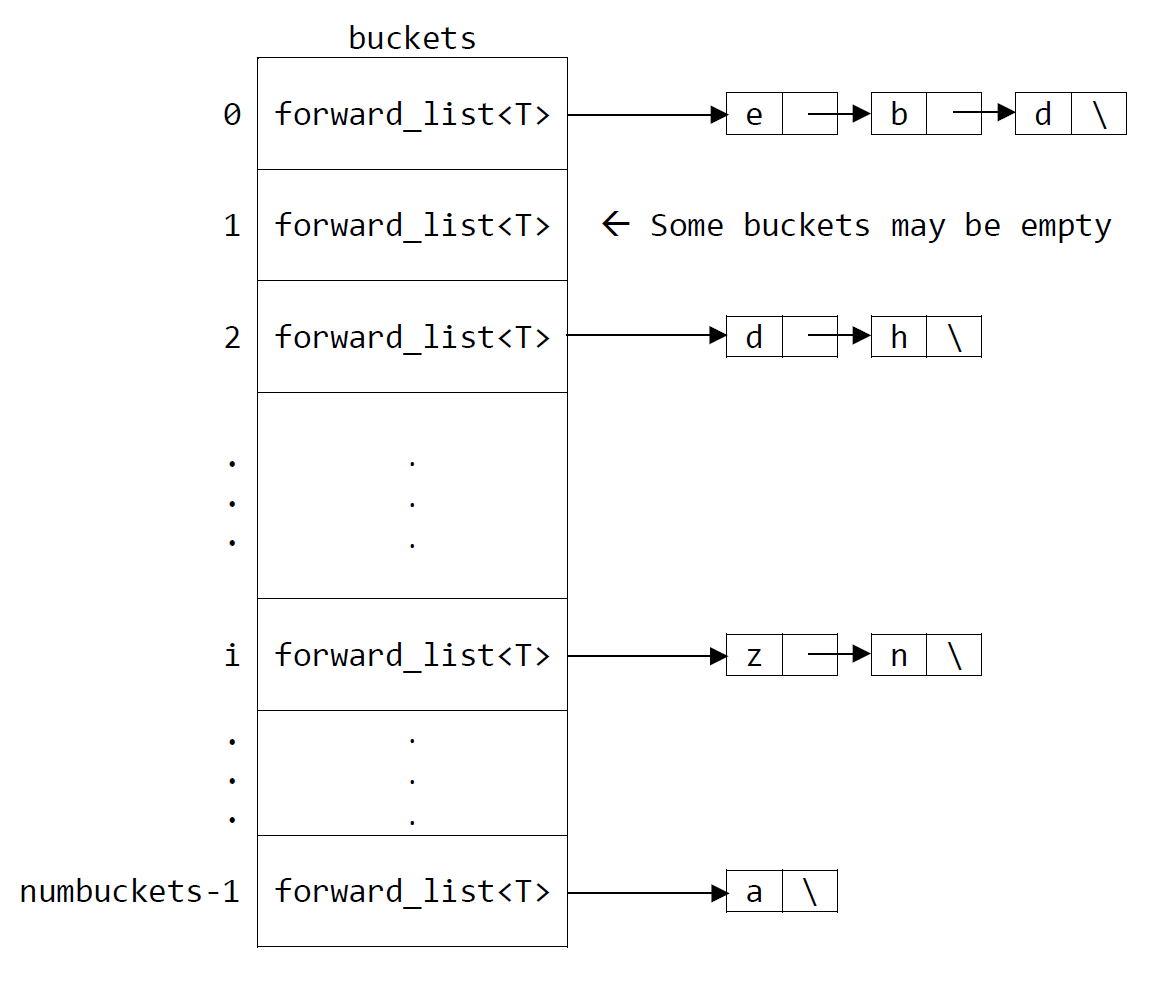 buckets
0 forward_list<T> e b d \
1 forward_list<T> ← Some buckets may be empty
2 forward_list<T> d h \
. .
. .
. .
i forward_list<T> z n \
. .
. .
. .
numbuckets-1 forward_list<T> a \